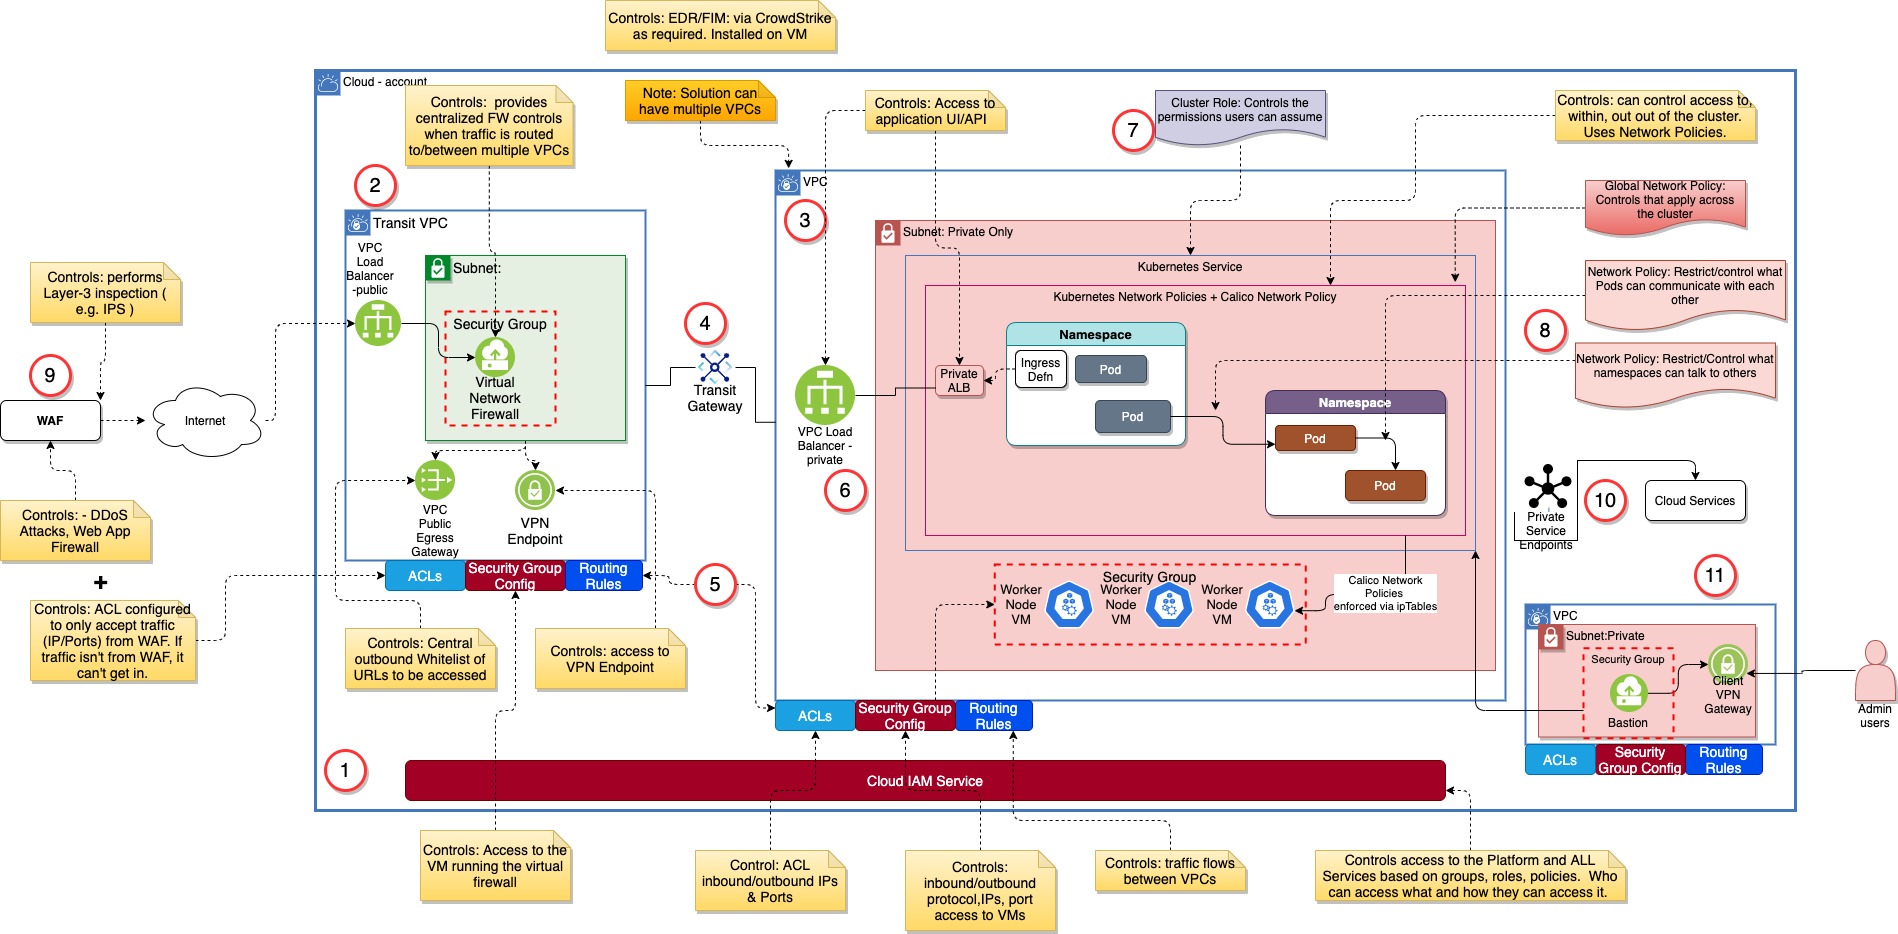 Controls: EDR/FIM: via CrowdStrike
as required. Installed on VM
Cloud - account
Controls:  provides
centralized FW controls
when traffic is routed
to/between multiple VPCs
Note: Solution can
have multiple VPCs
Controls: Access to
application UI/API
7
Cluster Role: Controls the
permissions users can assume
Controls: can control access to,
within, out out of the cluster.
Uses Network Policies.
2
Transit VPC
VPC
Load
Balancer
-public
Subnet:
Security Group
Virtual
Network
Firewall
VPC
Public
Egress
Gateway
VPN
Endpoint
ACLs
Security Group
Config
Routing
Rules
Controls: performs
Layer-3 inspection (
e.g. IPS )
9
WAF
Internet
Controls: - DDoS
Attacks, Web App
Firewall
+
Controls: ACL configured
to only accept traffic
(IP/Ports) from WAF. If
traffic isn't from WAF, it
can't get in.
Controls: Central
outbound Whitelist of
URLs to be accessed
Controls: access to
VPN Endpoint
4
Transit
Gateway
5
VPC
3
Subnet: Private Only
Kubernetes Service
Kubernetes Network Policies + Calico Network Policy
Private
ALB
Namespace
Ingress
Defn
Pod
Pod
Namespace
Pod
Pod
VPC Load
Balancer -
private
6
Security Group
Worker
Node
VM
Worker
Node
VM
Worker
Node
VM
Calico Network
Policies
enforced via ipTables
ACLs
Security Group
Config
Routing
Rules
Global Network Policy:
Controls that apply across
the cluster
Network Policy: Restrict/control what
Pods can communicate with each
other
8
Network Policy: Restrict/Control what
namespaces can talk to others
Private
Service
Endpoints
10
Cloud Services
11
VPC
Subnet:Private
Security Group
Bastion
Client
VPN
Gateway
Admin
users
ACLs
Security
Group Config
Routing
Rules
1
Cloud IAM Service
Controls: Access to the
VM running the virtual
firewall
Control: ACL
inbound/outbound IPs
& Ports
Controls:
inbound/outbound
protocol,IPs, port
access to VMs
Controls: traffic flows
between VPCs
Controls access to the Platform and ALL
Services based on groups, roles, policies.  Who
can access what and how they can access it.